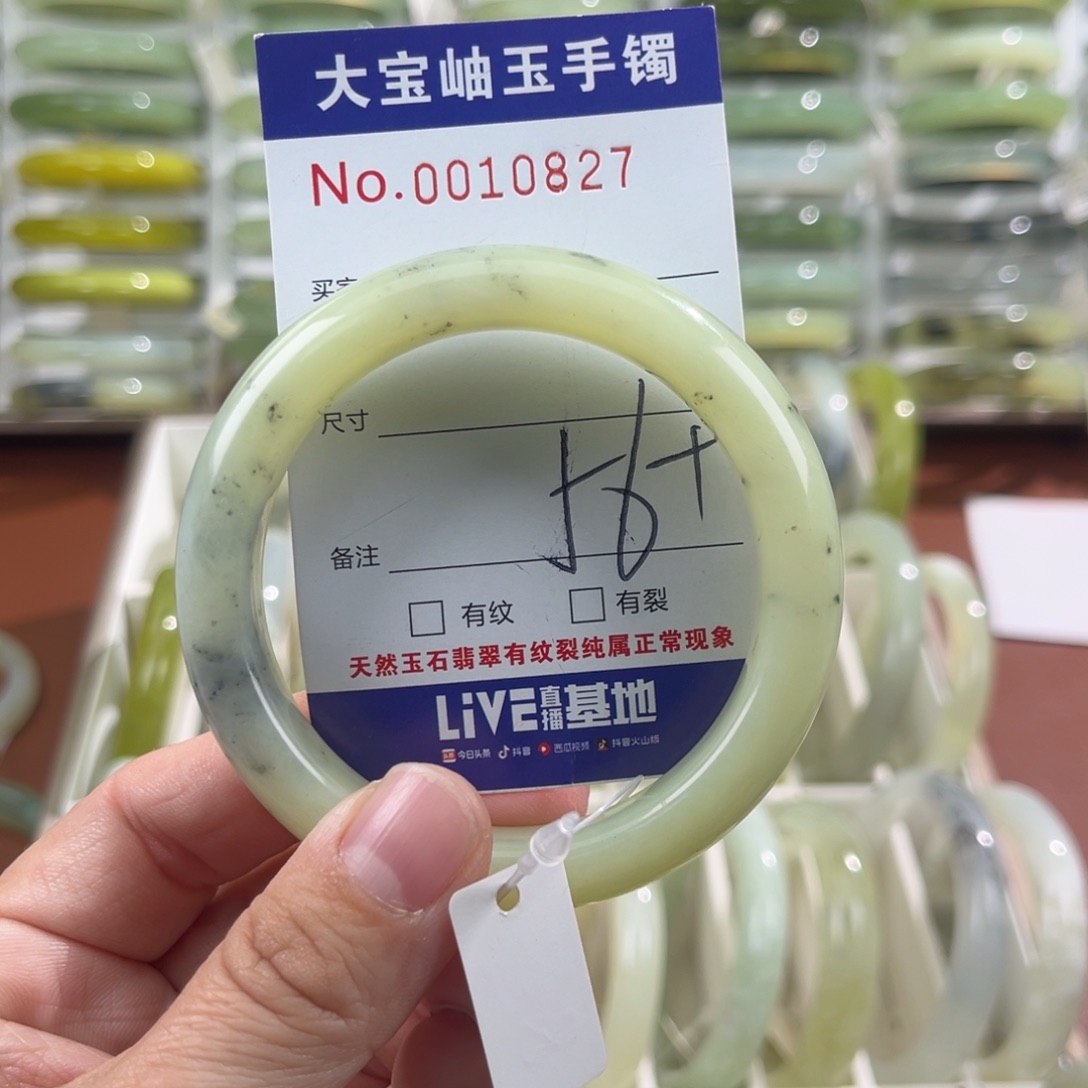 大宝岫玉手镯
No.0010827
买家
尺寸
56+
备注
有纹 有裂
天然玉石翡翠有纹裂纯属正常现象
LiVE直播基地
今日头条 抖音 西瓜视频 抖音火山版